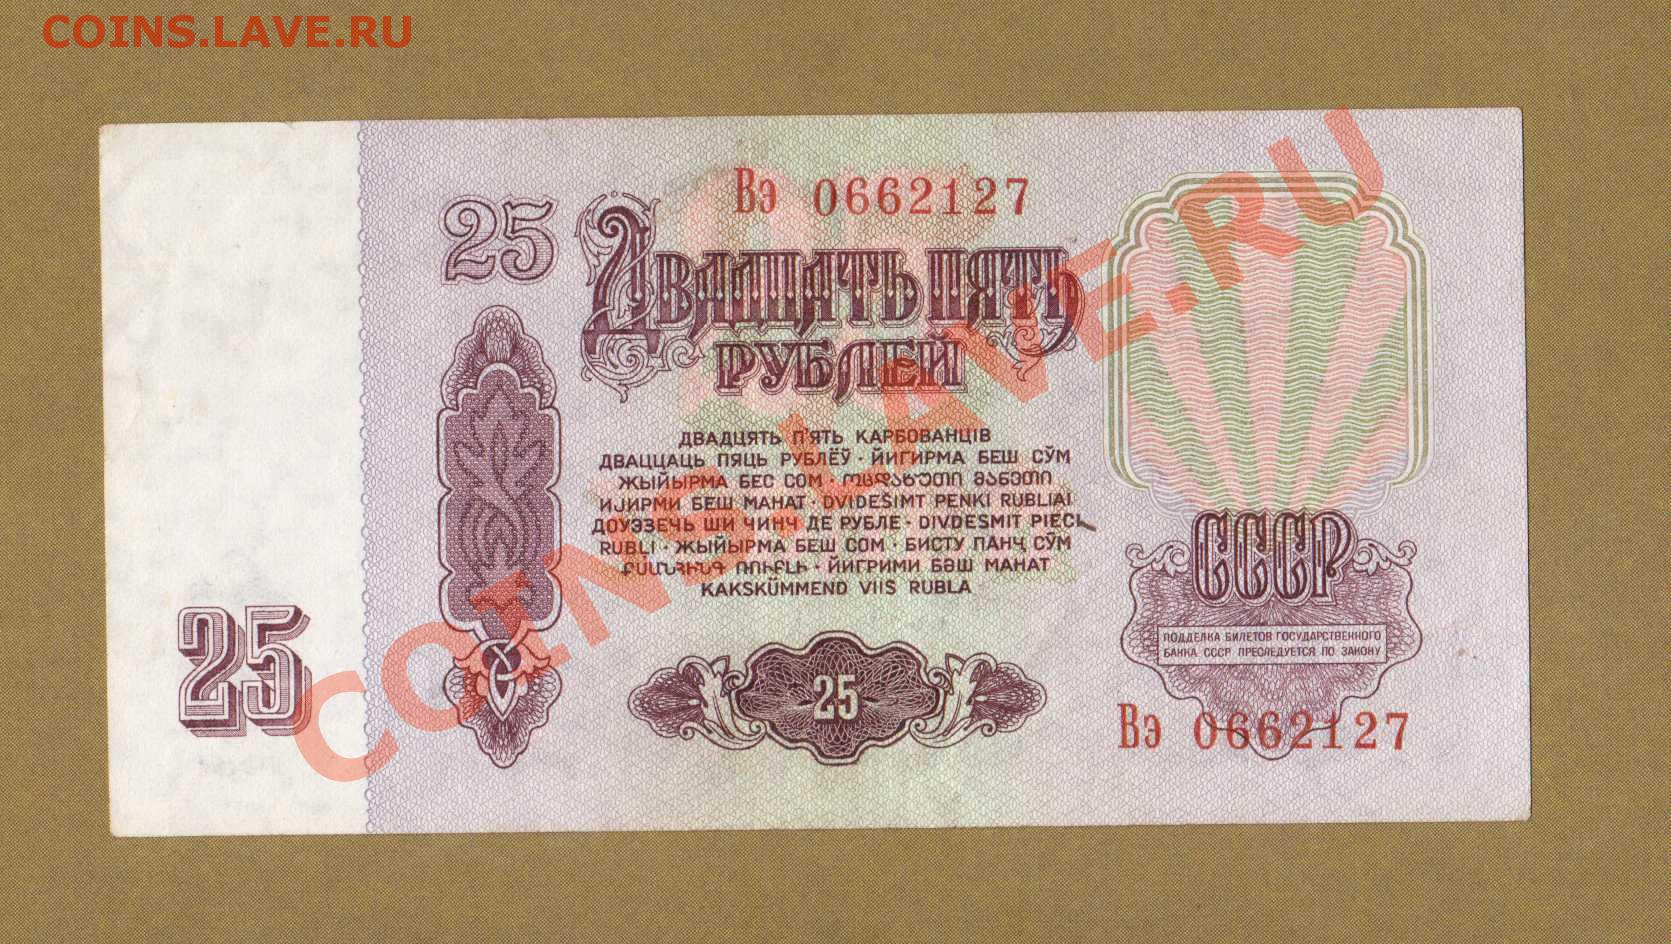 COINS.LAVE.RU
Вэ 0662127
25
ДВАДЦАТЬ ПЯТЬ
РУБЛЕЙ
ДВАДЦЯТЬ П'ЯТЬ КАРБОВАНЦІВ
ДВАЦЦАЦЬ ПЯЦЬ РУБЛЁЎ · ЙИГИРМА БЕШ СЎМ
ЖЫЙЫРМА БЕС СОМ · ᲝᲪᲓᲐᲮᲣᲗᲘ ᲛᲐᲜᲔᲗᲘ
ИЈИРМИ БЕШ МАНАТ · DVIDEŠIMT PENKI RUBLIAI
ДОУЭЗЕЧЬ ШИ ЧИНЧ ДЕ РУБЛЕ · DIVDESMIT PIECI
RUBLI · ЖЫЙЫРМА БЕШ СОМ · БИСТУ ПАНҶ СЎМ
ՔՍԱՆՀԻՆԳ ՌՈՒԲԼԻ · ЙИГРИМИ БӘШ МАНАТ
KAKSKÜMMEND VIIS RUBLA
СССР
ПОДДЕЛКА БИЛЕТОВ ГОСУДАРСТВЕННОГО
БАНКА СССР ПРЕСЛЕДУЕТСЯ ПО ЗАКОНУ
25
25
Вэ 0662127
COINS.LAVE.RU